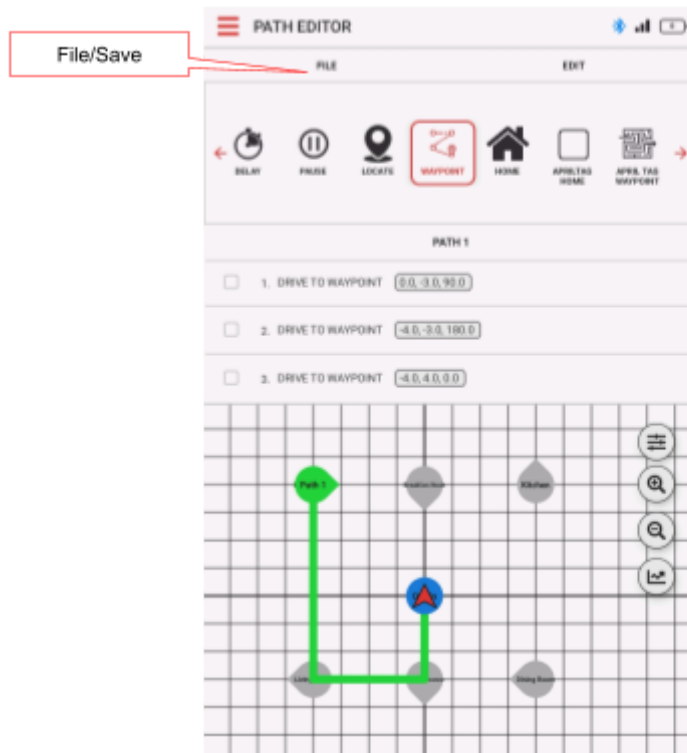 PATH EDITOR
File/Save
FILE EDIT
DELAY PAUSE LOCATE WAYPOINT HOME APRILTAG HOME APRIL TAG WAYPOINT
PATH 1
1. DRIVE TO WAYPOINT 0.0, -3.0, 90.0
2. DRIVE TO WAYPOINT -4.0, -3.0, 180.0
3. DRIVE TO WAYPOINT -4.0, 4.0, 0.0
Path 1
Kitchen
Dining Room